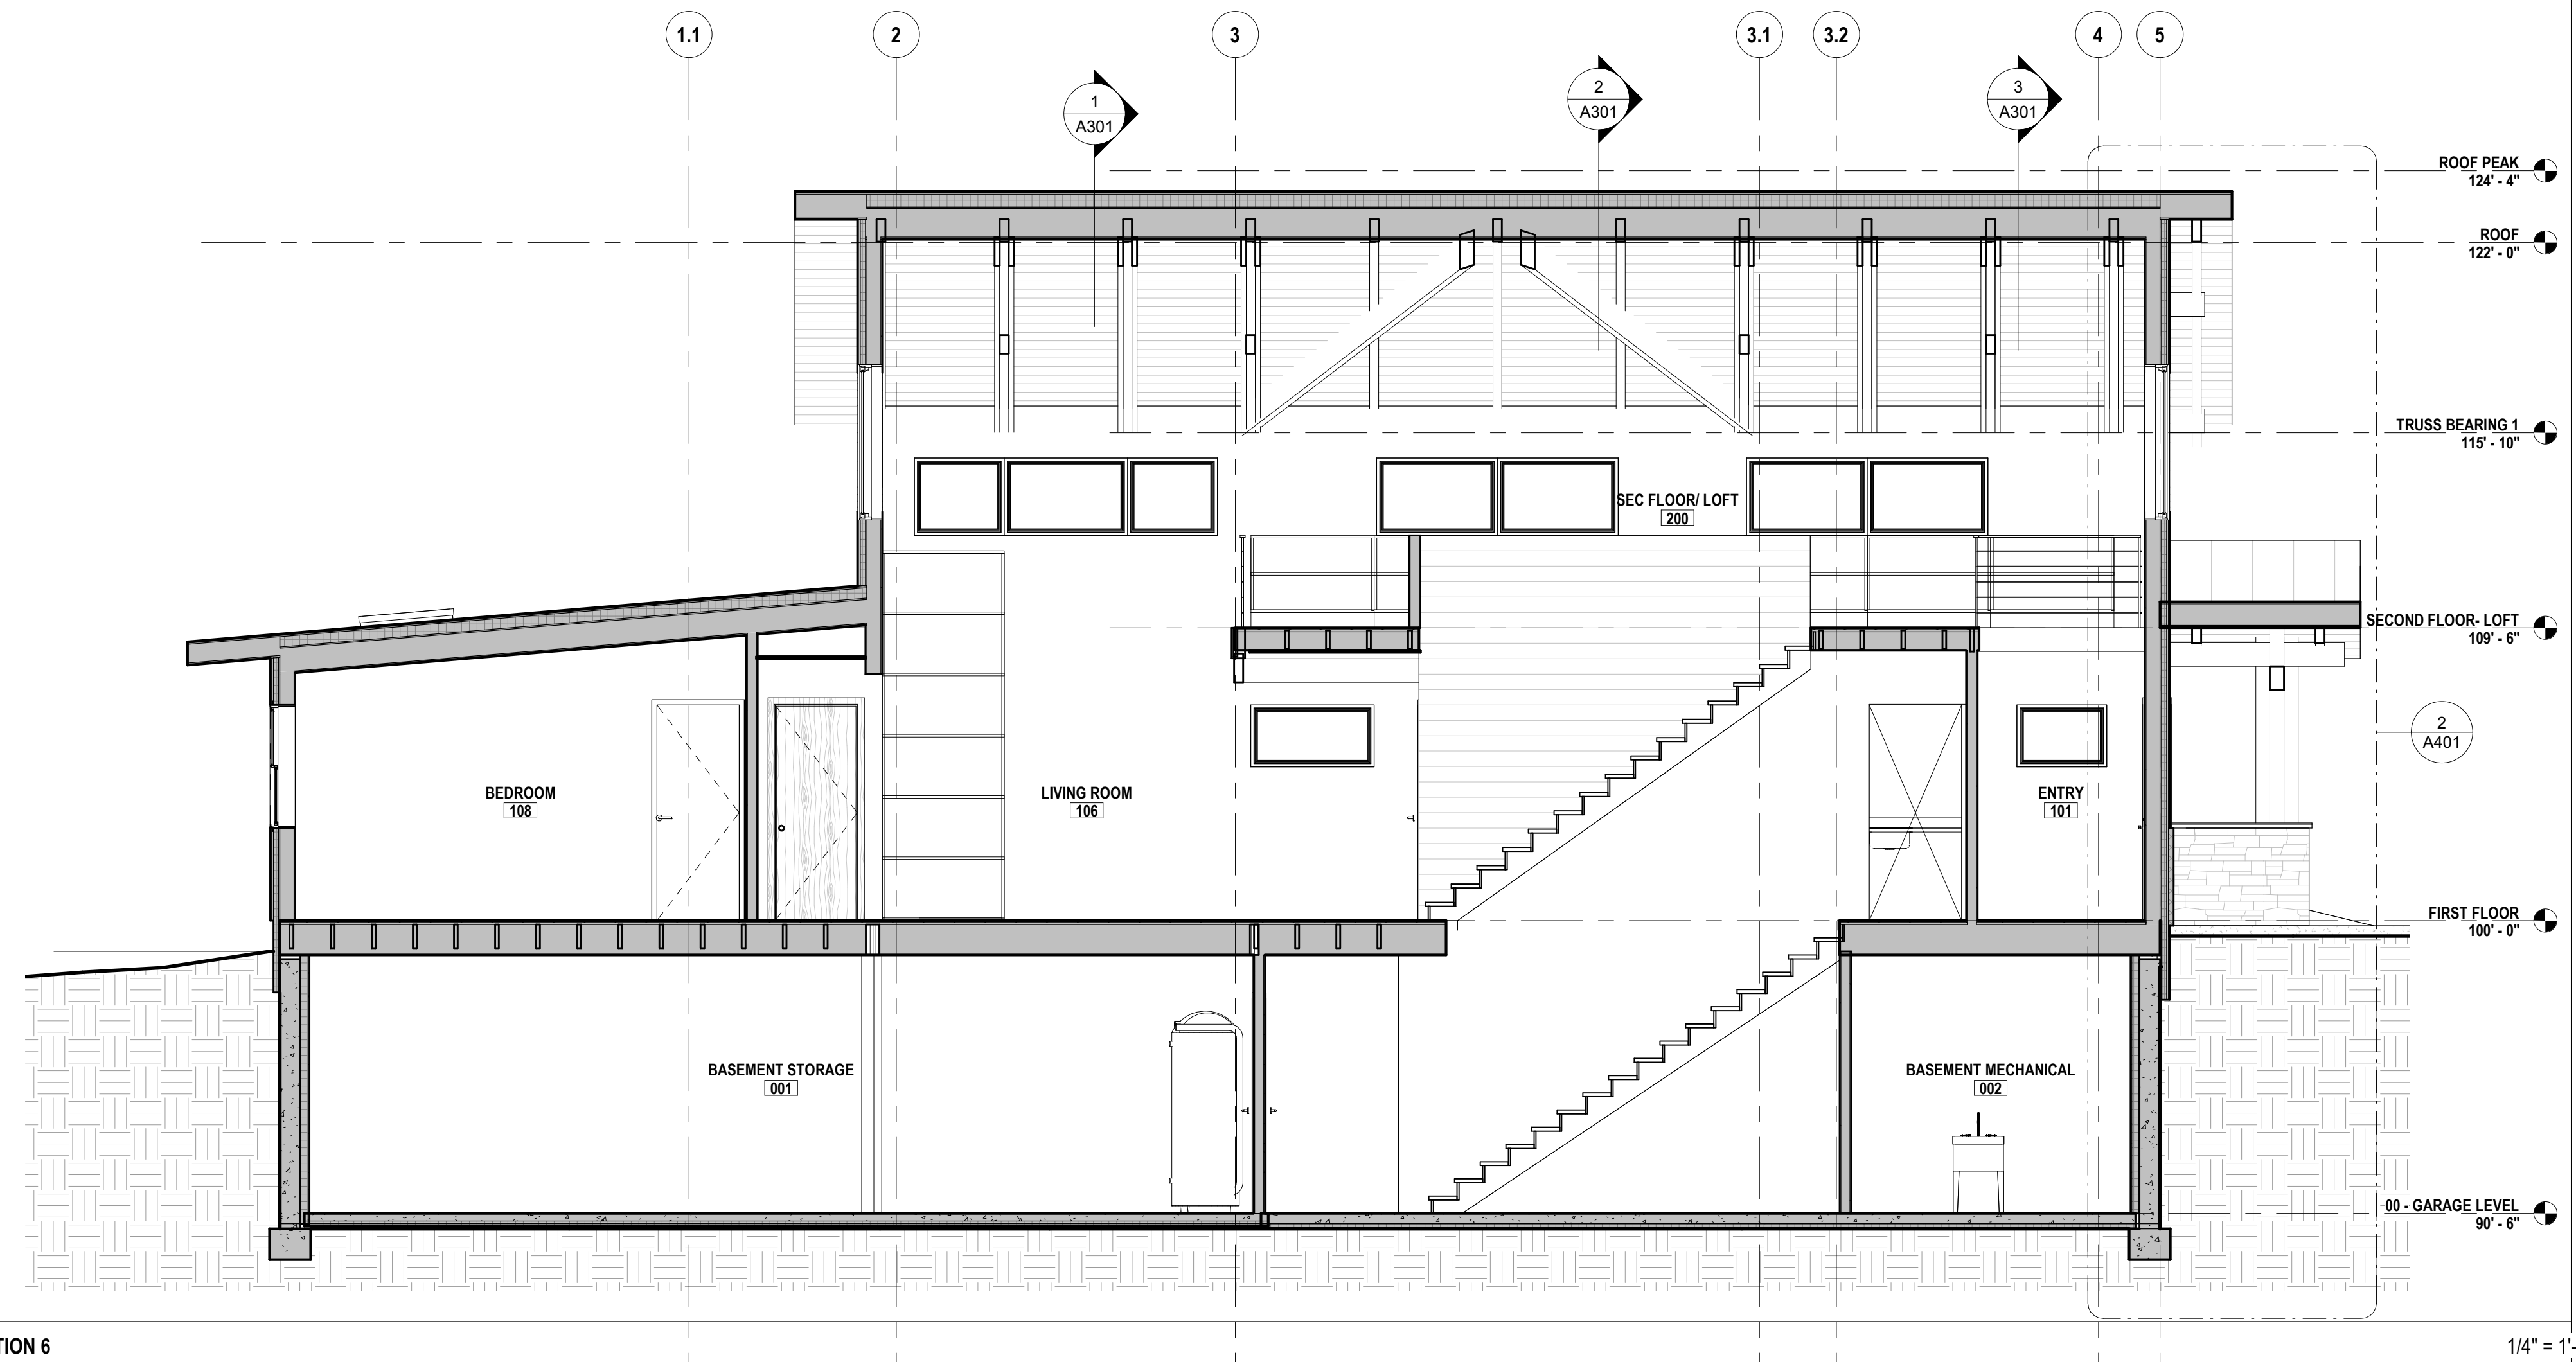 1.1
2
3
3.1
3.2
4
5
1
A301
2
A301
3
A301
ROOF PEAK
124' - 4"
ROOF
122' - 0"
TRUSS BEARING 1
115' - 10"
SEC FLOOR/ LOFT
200
SECOND FLOOR- LOFT
109' - 6"
2
A401
BEDROOM
108
LIVING ROOM
106
ENTRY
101
FIRST FLOOR
100' - 0"
BASEMENT STORAGE
001
BASEMENT MECHANICAL
002
00 - GARAGE LEVEL
90' - 6"
TION 6
1/4" = 1'-